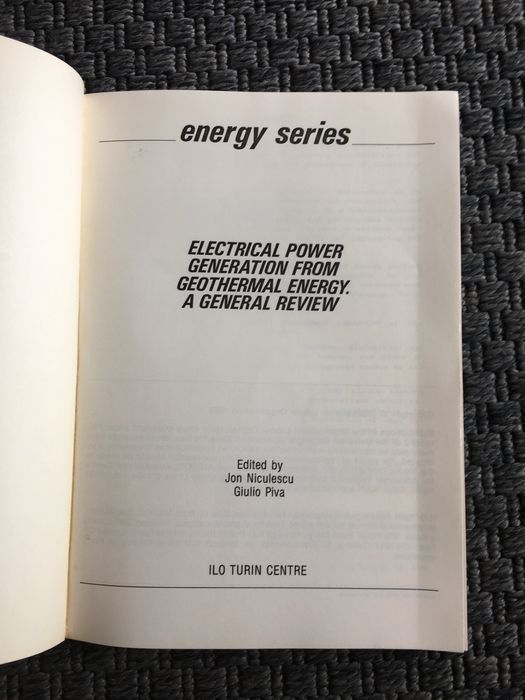 energy series
ELECTRICAL POWER
GENERATION FROM
GEOTHERMAL ENERGY.
A GENERAL REVIEW
Edited by
Jon Niculescu
Giulio Piva
ILO TURIN CENTRE